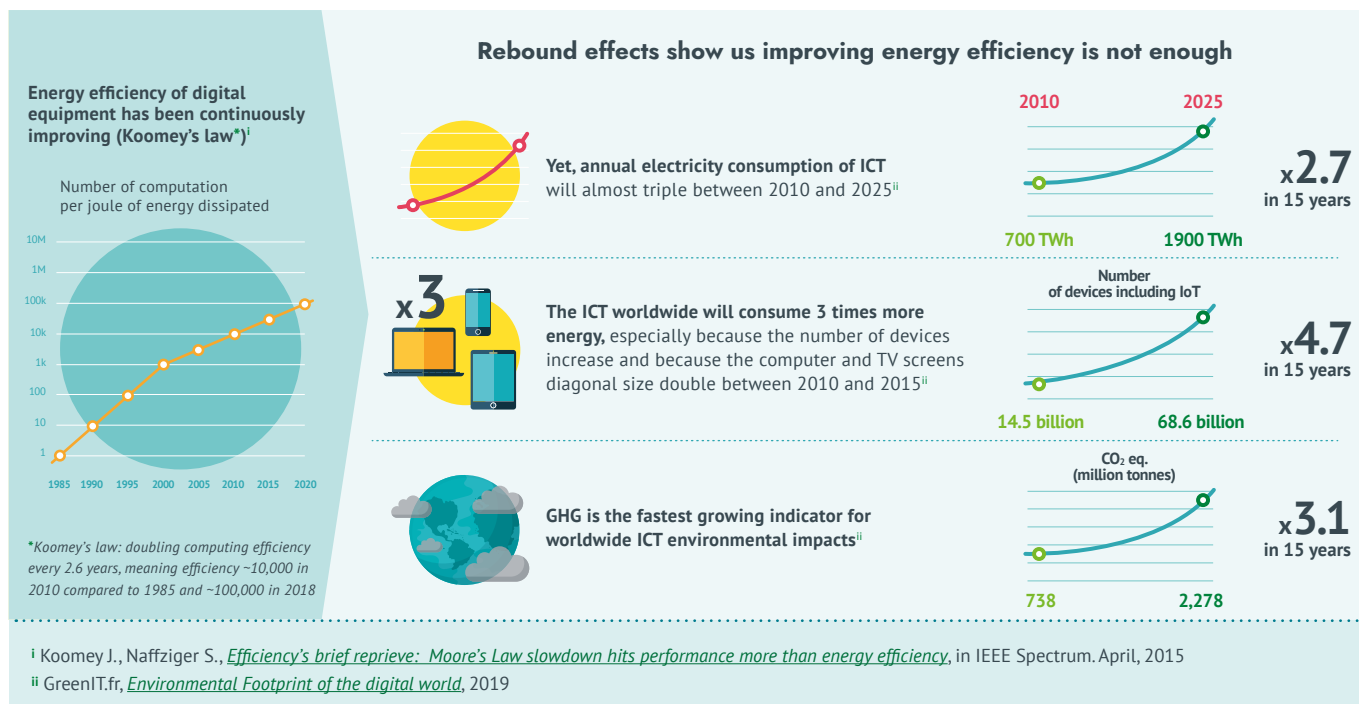 Rebound effects show us improving energy efficiency is not enough
Energy efficiency of digital
equipment has been continuously
improving (Koomey's law*)i
Number of computation
per joule of energy dissipated
10M
1M
100k
10k
1k
100
10
1
1985 1990 1995 2000 2005 2010 2015 2020
*Koomey's law: doubling computing efficiency
every 2.6 years, meaning efficiency ~10,000 in
2010 compared to 1985 and ~100,000 in 2018
Yet, annual electricity consumption of ICT
will almost triple between 2010 and 2025ii
2010 2025
700 TWh 1900 TWh
x2.7
in 15 years
x3
The ICT worldwide will consume 3 times more
energy, especially because the number of devices
increase and because the computer and TV screens
diagonal size double between 2010 and 2015ii
Number
of devices including IoT
14.5 billion 68.6 billion
x4.7
in 15 years
GHG is the fastest growing indicator for
worldwide ICT environmental impactsii
CO₂ eq.
(million tonnes)
738 2,278
x3.1
in 15 years
i Koomey J., Naffziger S., Efficiency's brief reprieve: Moore's Law slowdown hits performance more than energy efficiency, in IEEE Spectrum. April, 2015
ii GreenIT.fr, Environmental Footprint of the digital world, 2019